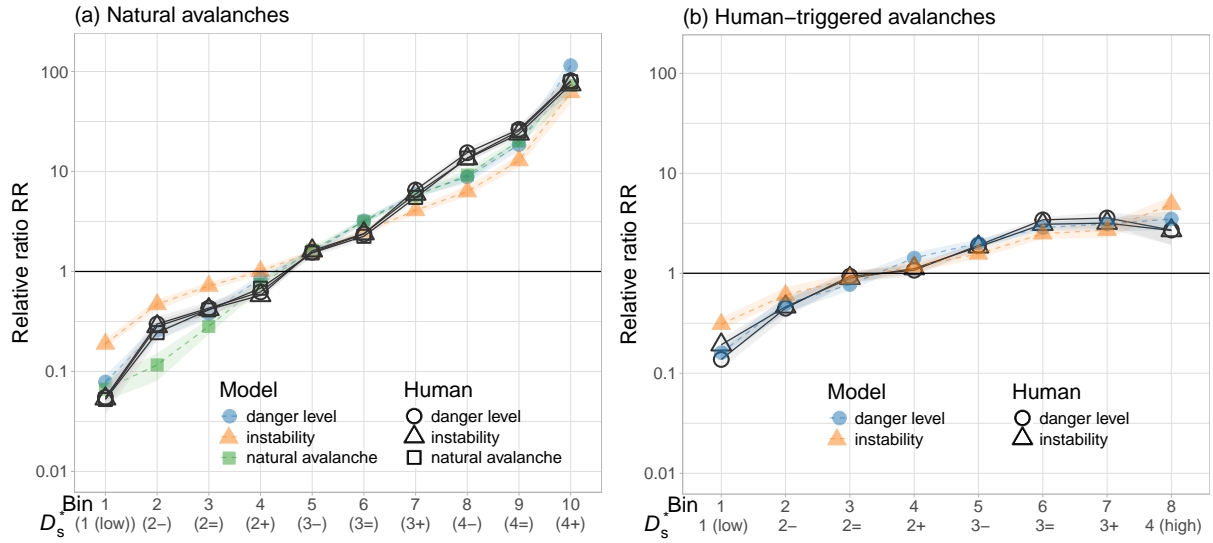 (a) Natural avalanches
Relative ratio RR
100
10
1
0.1
0.01
Model
danger level
instability
natural avalanche
Human
danger level
instability
natural avalanche
Bin 1 2 3 4 5 6 7 8 9 10
D*s (1 (low)) (2−) (2=) (2+) (3−) (3=) (3+) (4−) (4=) (4+)
(b) Human−triggered avalanches
Relative ratio RR
100
10
1
0.1
0.01
Model
danger level
instability
Human
danger level
instability
Bin 1 2 3 4 5 6 7 8
D*s 1 (low) 2− 2= 2+ 3− 3= 3+ 4 (high)